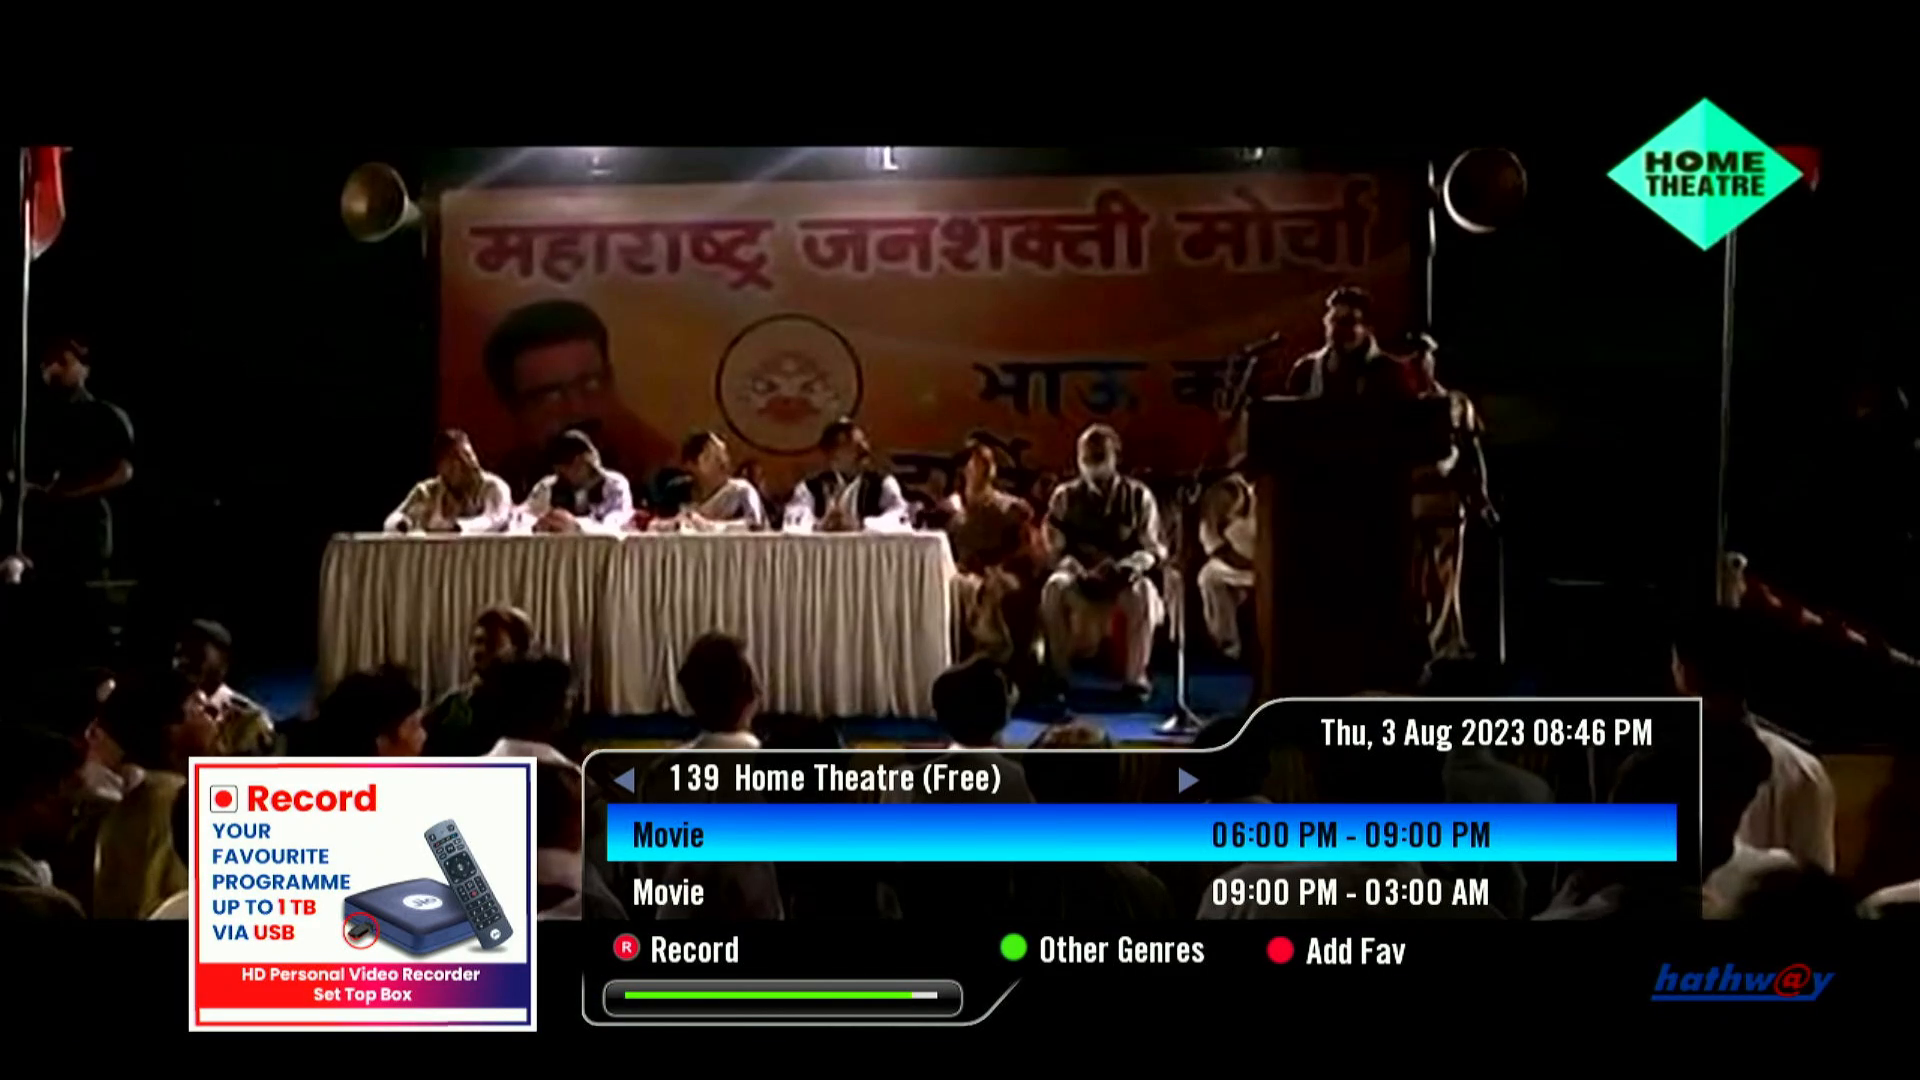 HOME
THEATRE
महाराष्ट्र जनशक्ती मोर्चा
भाऊ
Thu, 3 Aug 2023 08:46 PM
139 Home Theatre (Free)
Movie 06:00 PM - 09:00 PM
Movie 09:00 PM - 03:00 AM
R Record
Other Genres
Add Fav
Record
YOUR
FAVOURITE
PROGRAMME
UP TO 1 TB
VIA USB
HD Personal Video Recorder
Set Top Box
hathw@y